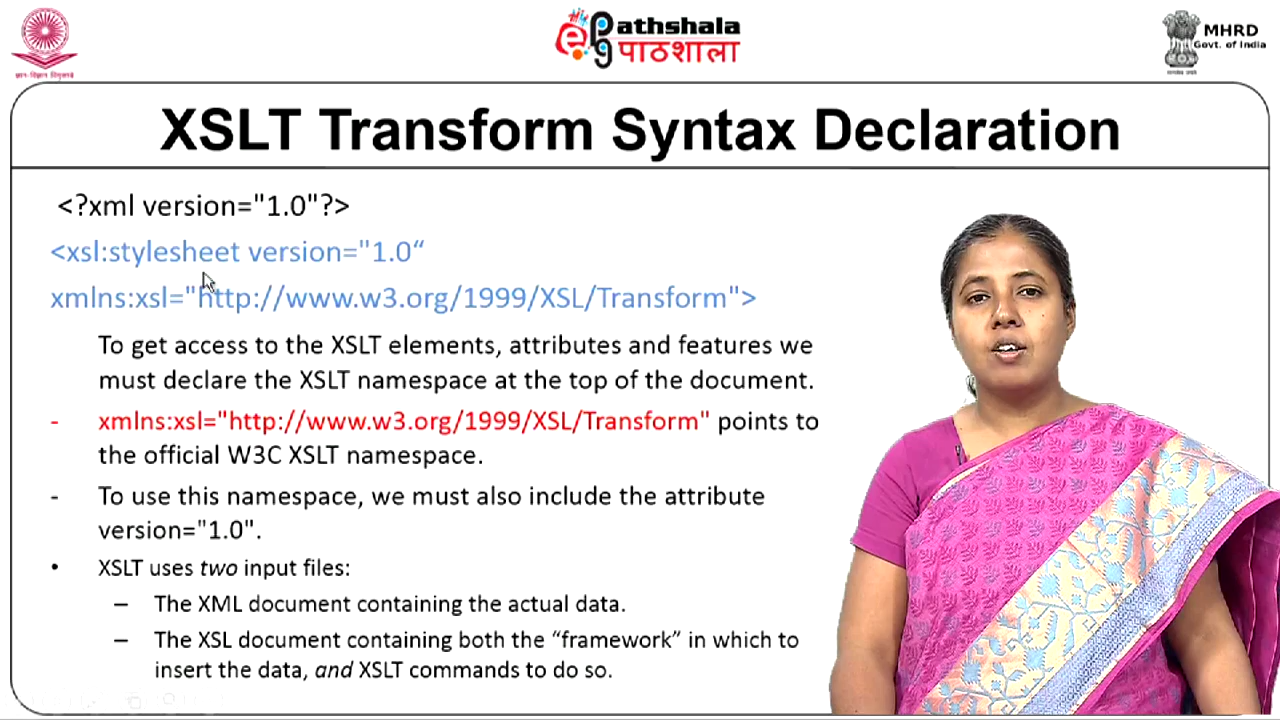 ePathshala
पाठशाला
MHRD
Govt. of India
XSLT Transform Syntax Declaration
<?xml version="1.0"?>
<xsl:stylesheet version="1.0“
xmlns:xsl="http://www.w3.org/1999/XSL/Transform">
To get access to the XSLT elements, attributes and features we
must declare the XSLT namespace at the top of the document.
- xmlns:xsl="http://www.w3.org/1999/XSL/Transform" points to
the official W3C XSLT namespace.
- To use this namespace, we must also include the attribute
version="1.0".
• XSLT uses two input files:
– The XML document containing the actual data.
– The XSL document containing both the “framework” in which to
insert the data, and XSLT commands to do so.